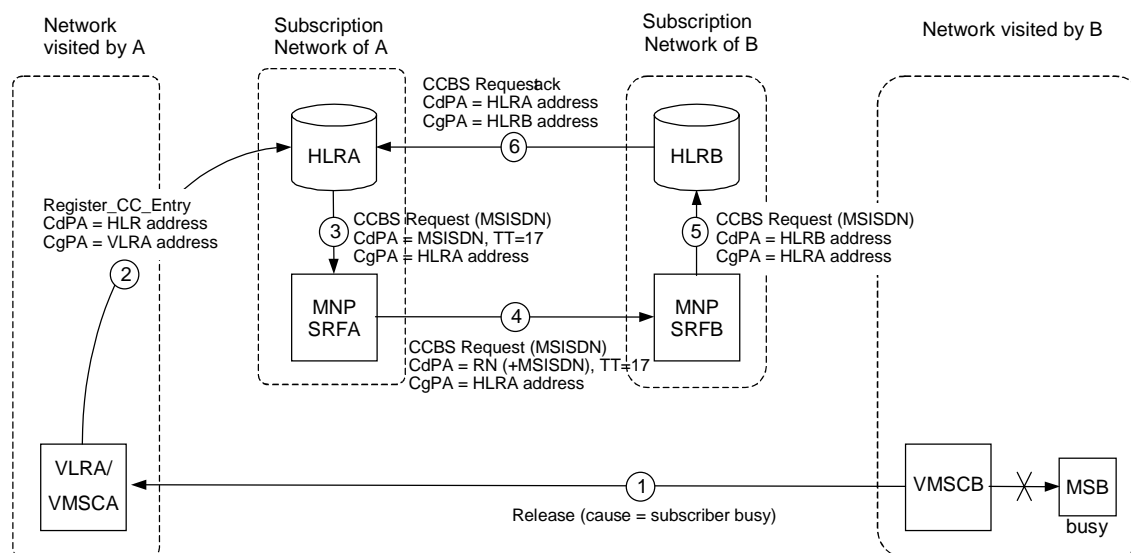 Network
visited by A
Subscription
Network of A
Subscription
Network of B
Network visited by B
CCBS Requestack
CdPA = HLRA address
CgPA = HLRB address
6
HLRA
HLRB
Register_CC_Entry
CdPA = HLR address
CgPA = VLRA address
2
3
CCBS Request (MSISDN)
CdPA = MSISDN, TT=17
CgPA = HLRA address
5
CCBS Request (MSISDN)
CdPA = HLRB address
CgPA = HLRA address
MNP
SRFA
4
MNP
SRFB
CCBS Request (MSISDN)
CdPA = RN (+MSISDN), TT=17
CgPA = HLRA address
VLRA/
VMSCA
1
Release (cause = subscriber busy)
VMSCB
MSB
busy